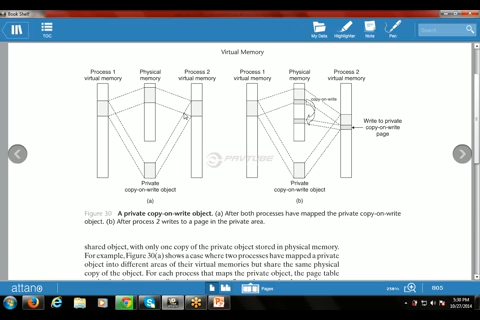 Book Shelf
TOC
My Data
Highlighter
Note
Pen
Search
Virtual Memory
Process 1 virtual memory
Physical memory
Process 2 virtual memory
Process 1 virtual memory
Physical memory
Process 2 virtual memory
copy-on-write
Write to private copy-on-write page
PAVTUBE
Private copy-on-write object
Private copy-on-write object
(a)
(b)
Figure 30 A private copy-on-write object. (a) After both processes have mapped the private copy-on-write
object. (b) After process 2 writes to a page in the private area.
shared object, with only one copy of the private object stored in physical memory.
For example, Figure 30(a) shows a case where two processes have mapped a private
object into different areas of their virtual memories but share the same physical
copy of the object. For each process that maps the private object, the page table
attano
Pages
805
5:31 PM
10/27/2014